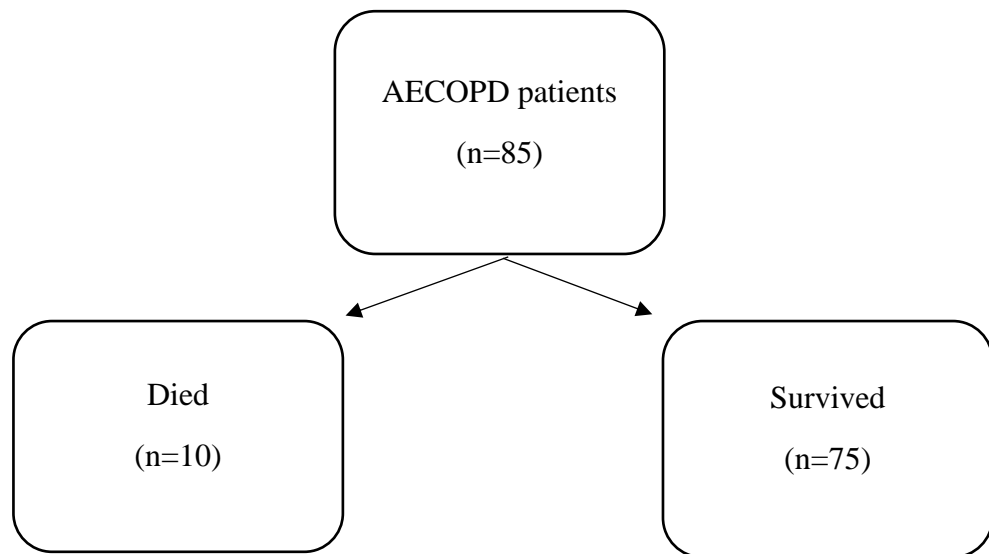 AECOPD patients
(n=85)
Died
(n=10)
Survived
(n=75)